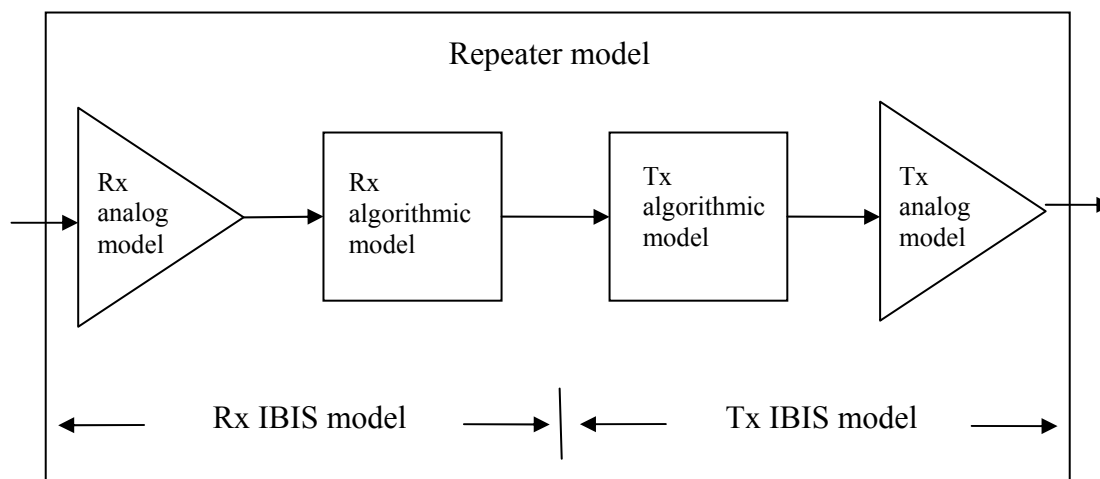 Repeater model
Rx
analog
model
Rx
algorithmic
model
Tx
algorithmic
model
Tx
analog
model
Rx IBIS model
Tx IBIS model